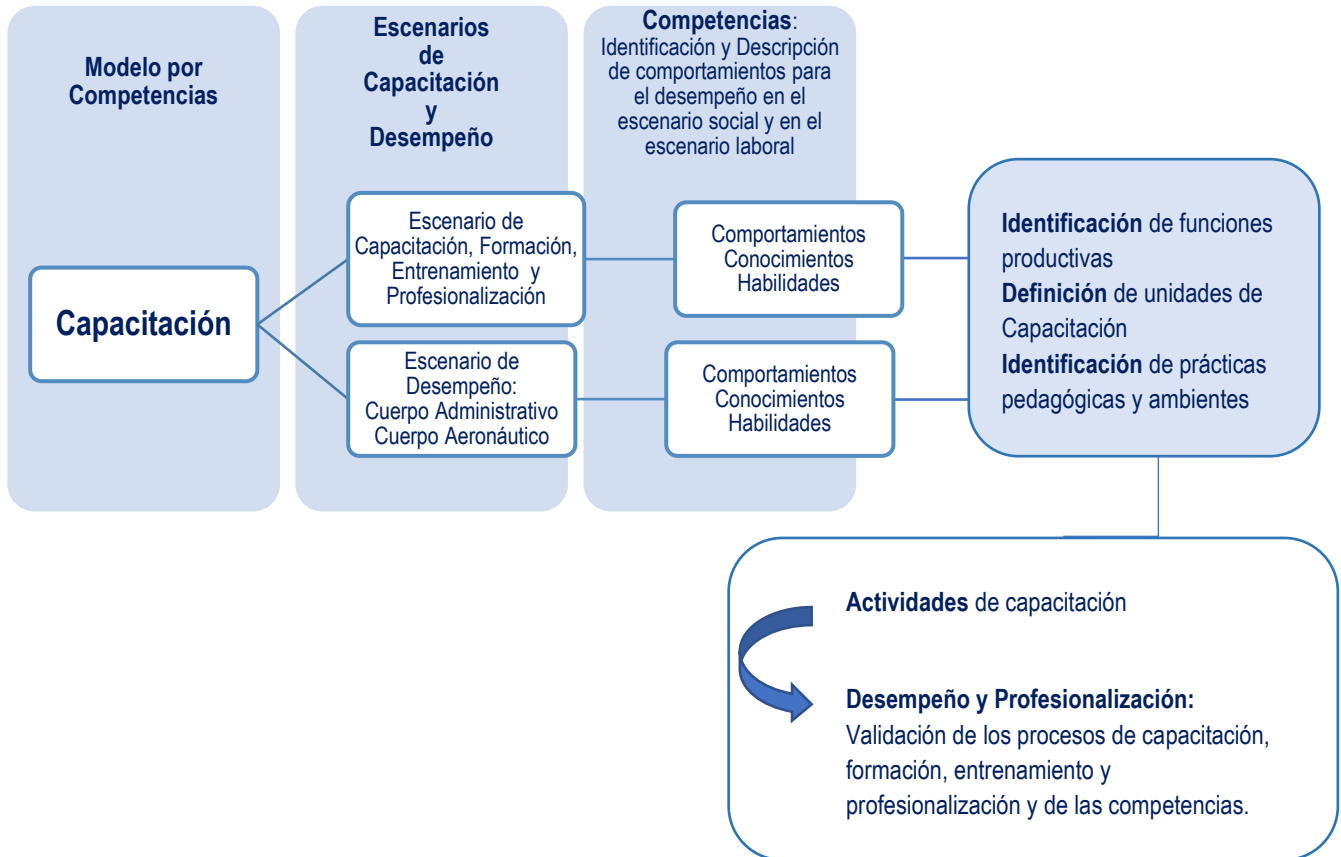 Modelo por
Competencias
Escenarios
de
Capacitación
y
Desempeño
Competencias:
Identificación y Descripción
de comportamientos para
el desempeño en el
escenario social y en el
escenario laboral
Capacitación
Escenario de
Capacitación, Formación,
Entrenamiento y
Profesionalización
Comportamientos
Conocimientos
Habilidades
Escenario de
Desempeño:
Cuerpo Administrativo
Cuerpo Aeronáutico
Comportamientos
Conocimientos
Habilidades
Identificación de funciones
productivas
Definición de unidades de
Capacitación
Identificación de prácticas
pedagógicas y ambientes
Actividades de capacitación
Desempeño y Profesionalización:
Validación de los procesos de capacitación,
formación, entrenamiento y
profesionalización y de las competencias.